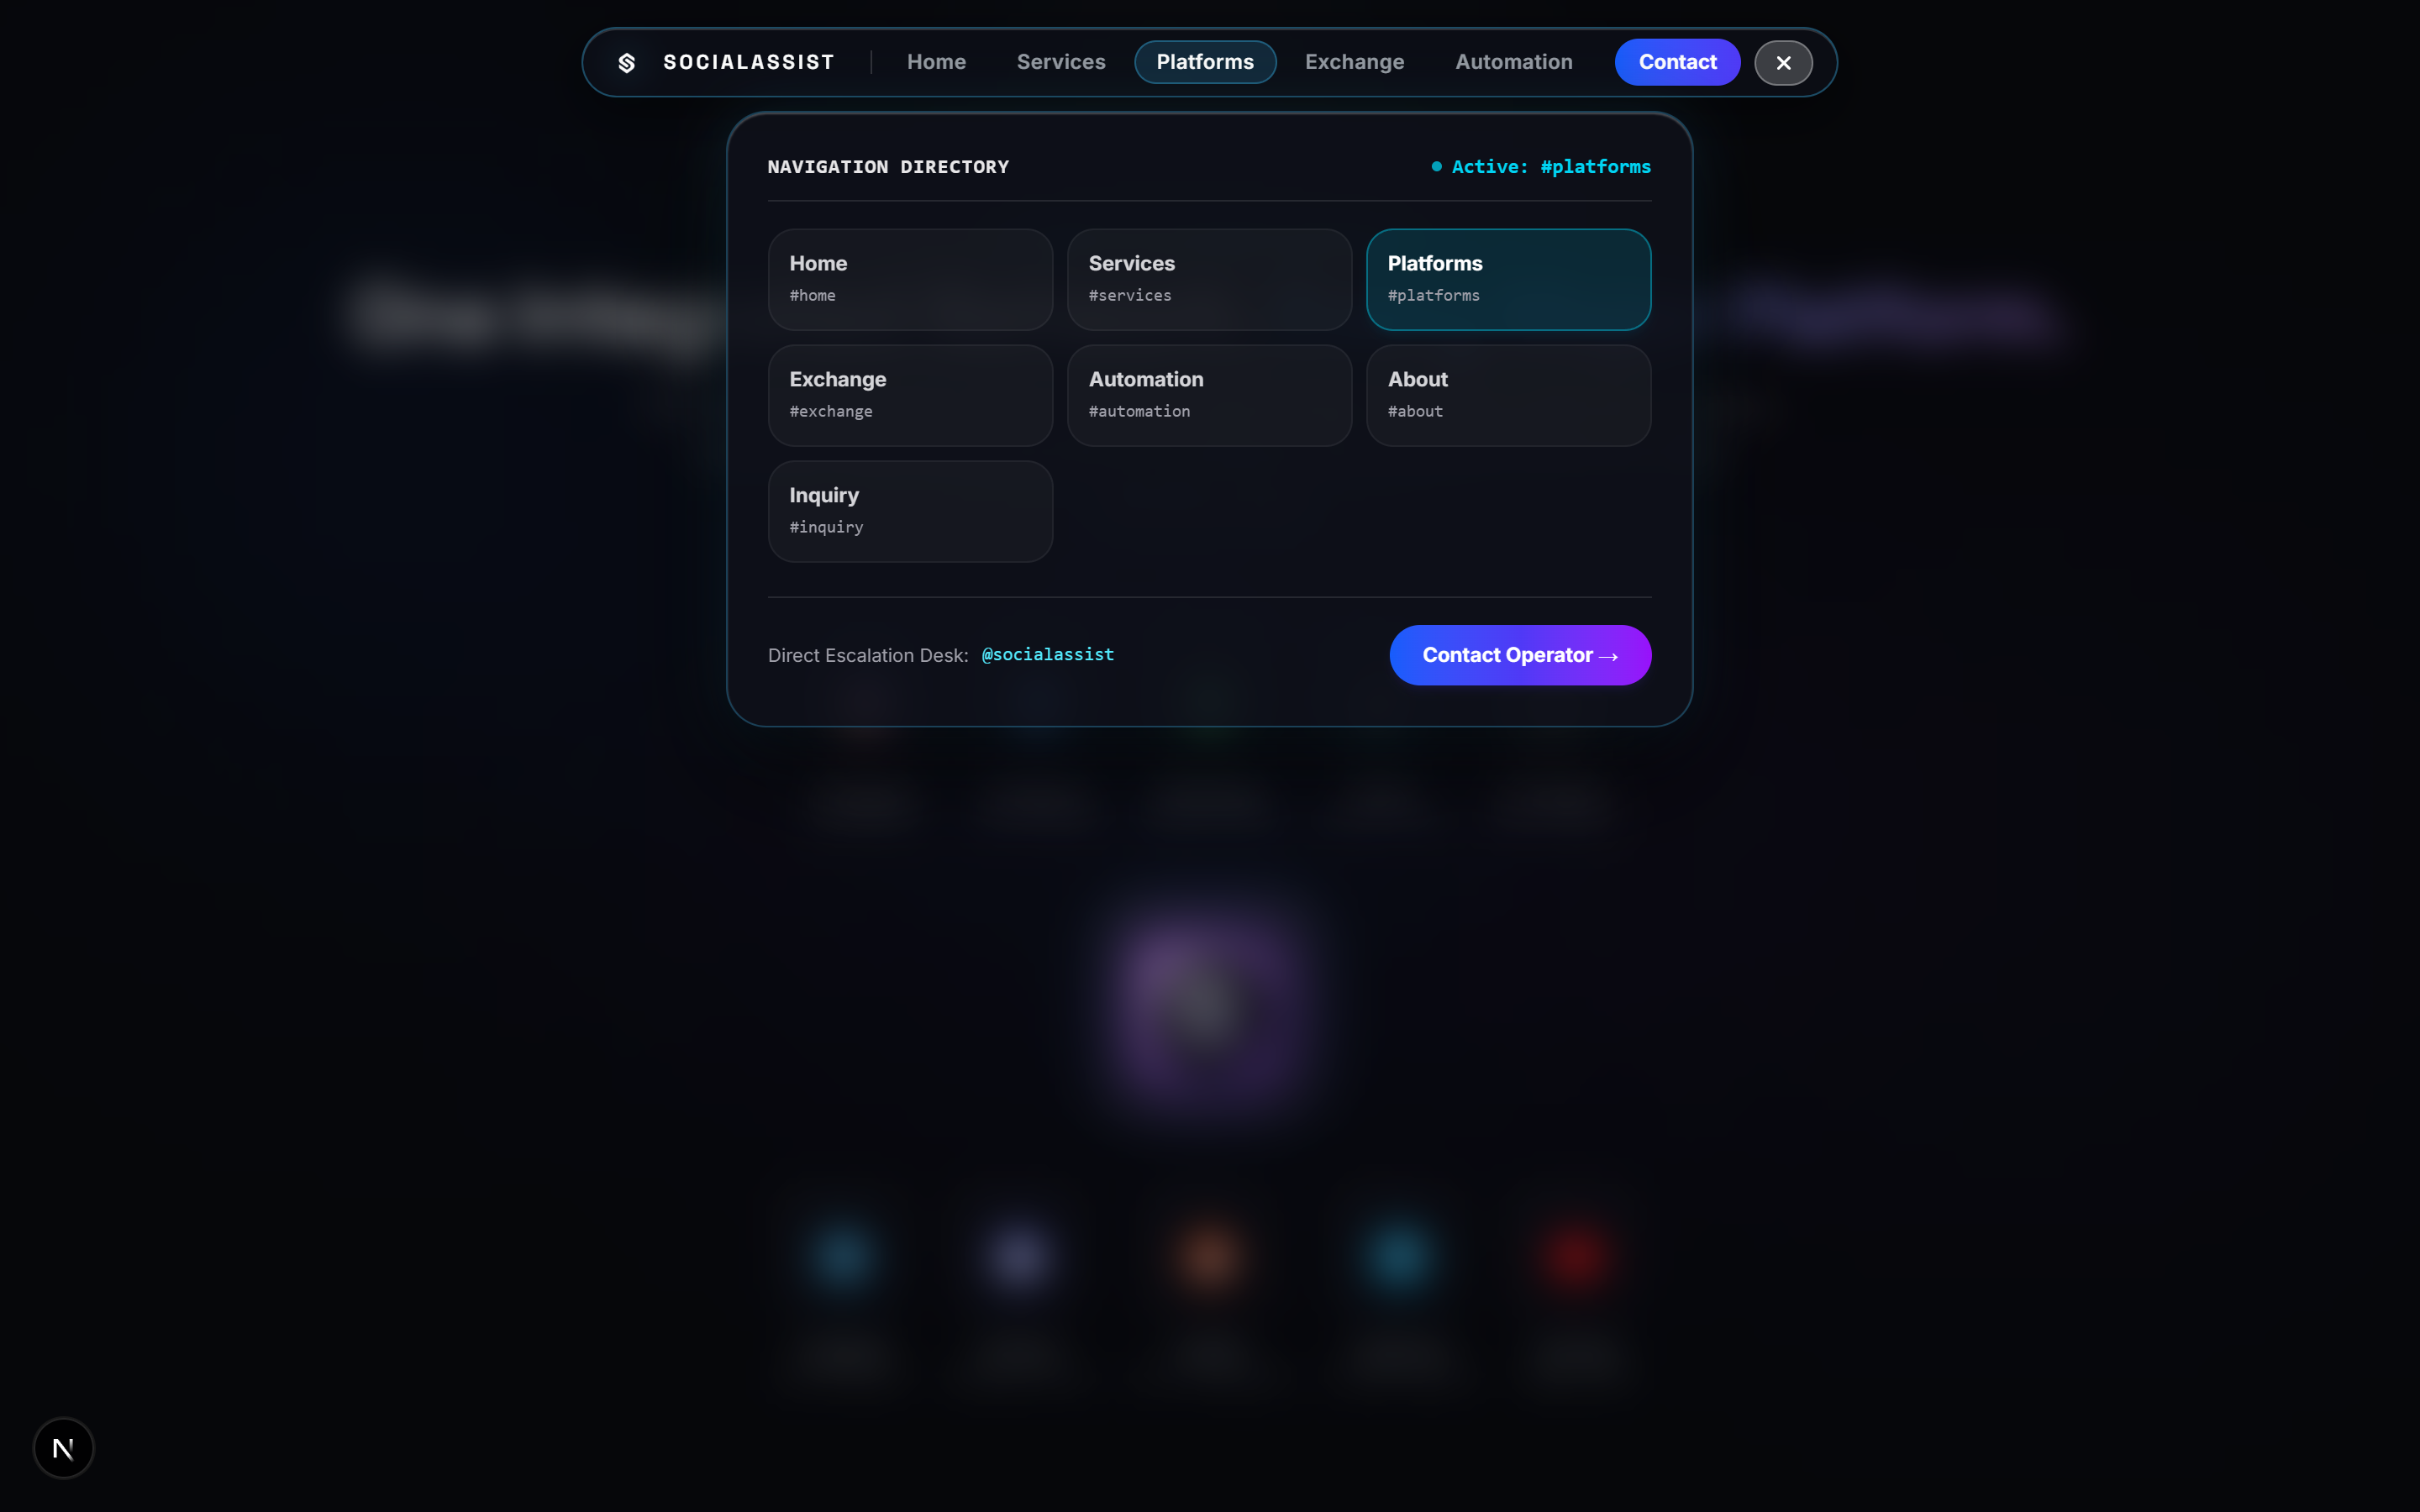 SOCIALASSIST Home Services Platforms Exchange Automation Contact
NAVIGATION DIRECTORY Active: #platforms
Home
#home
Services
#services
Platforms
#platforms
Exchange
#exchange
Automation
#automation
About
#about
Inquiry
#inquiry
Direct Escalation Desk: @socialassist
Contact Operator →
N